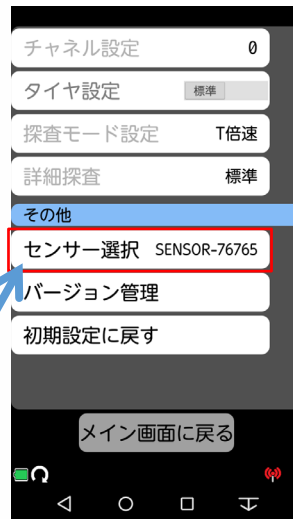 チャネル設定 0
タイヤ設定 標準
探査モード設定 T倍速
詳細探査 標準
その他
センサー選択 SENSOR-76765
バージョン管理
初期設定に戻す
メイン画面に戻る